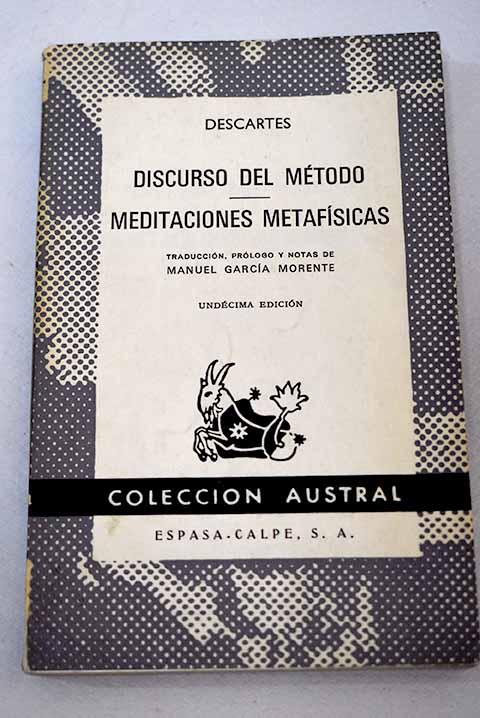 DESCARTES
DISCURSO DEL MÉTODO
MEDITACIONES METAFÍSICAS
TRADUCCIÓN, PRÓLOGO Y NOTAS DE
MANUEL GARCÍA MORENTE
UNDÉCIMA EDICIÓN
COLECCION AUSTRAL
ESPASA-CALPE, S. A.